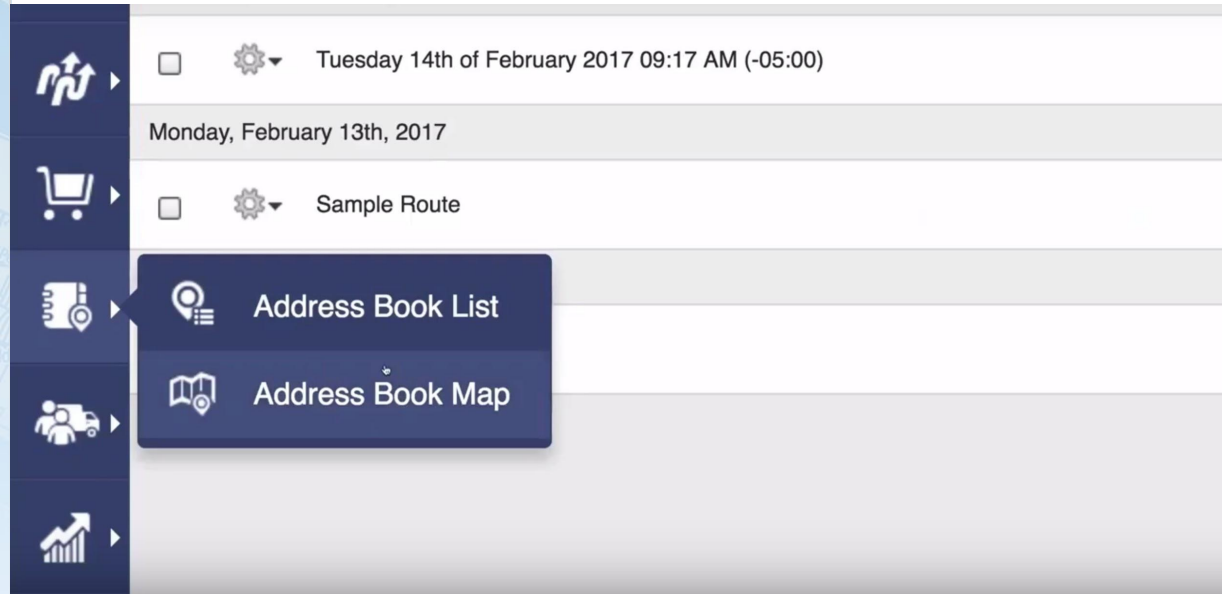 Tuesday 14th of February 2017 09:17 AM (-05:00)
Monday, February 13th, 2017
Sample Route
Address Book List
Address Book Map